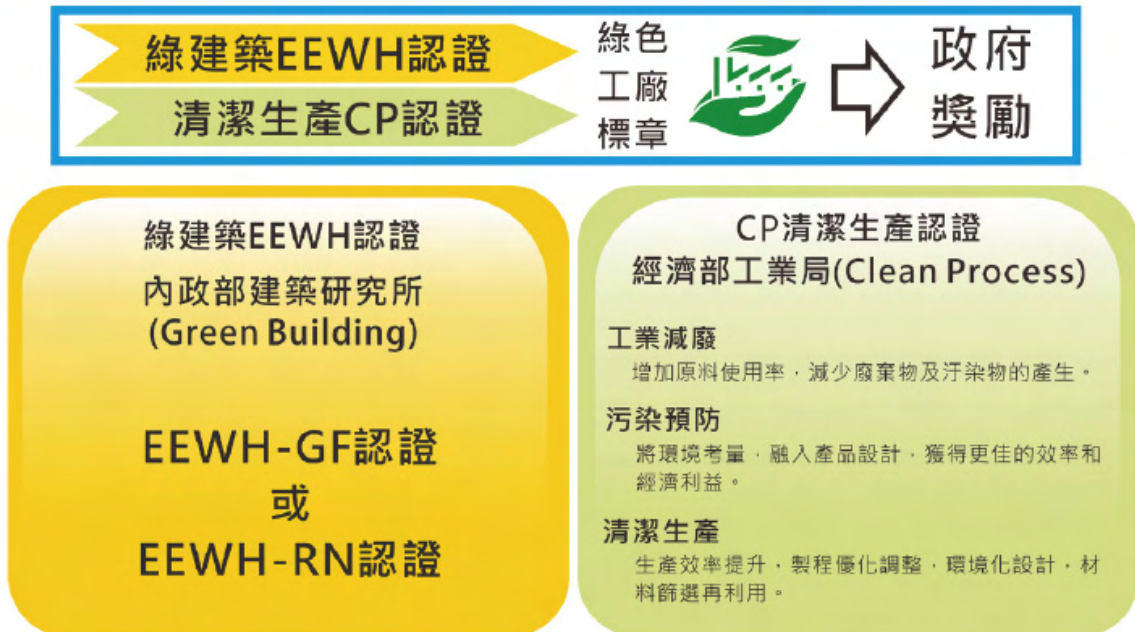 綠建築EEWH認證
清潔生產CP認證
綠色
工廠
標章
政府
獎勵
綠建築EEWH認證
內政部建築研究所
(Green Building)
EEWH-GF認證
或
EEWH-RN認證
CP清潔生產認證
經濟部工業局(Clean Process)
工業減廢
增加原料使用率，減少廢棄物及汙染物的產生。
污染預防
將環境考量，融入產品設計，獲得更佳的效率和
經濟利益。
清潔生產
生產效率提升，製程優化調整，環境化設計，材
料篩選再利用。